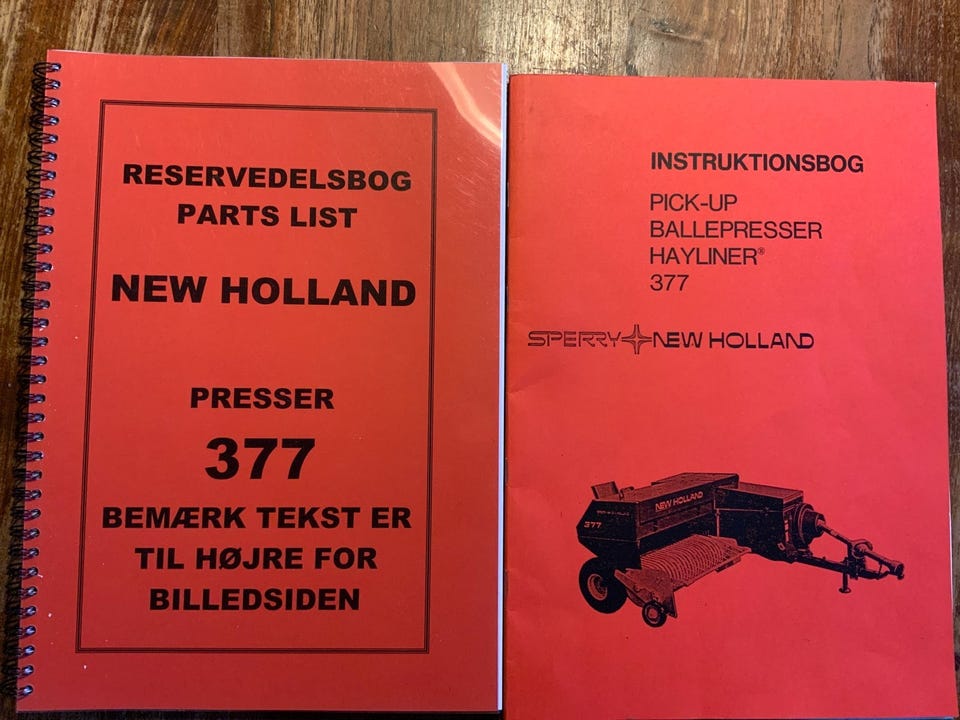 RESERVEDELSBOG
PARTS LIST
NEW HOLLAND
PRESSER
377
BEMÆRK TEKST ER
TIL HØJRE FOR
BILLEDSIDEN
INSTRUKTIONSBOG
PICK-UP
BALLEPRESSER
HAYLINER®
377
SPERRY NEW HOLLAND
NEW HOLLAND
377